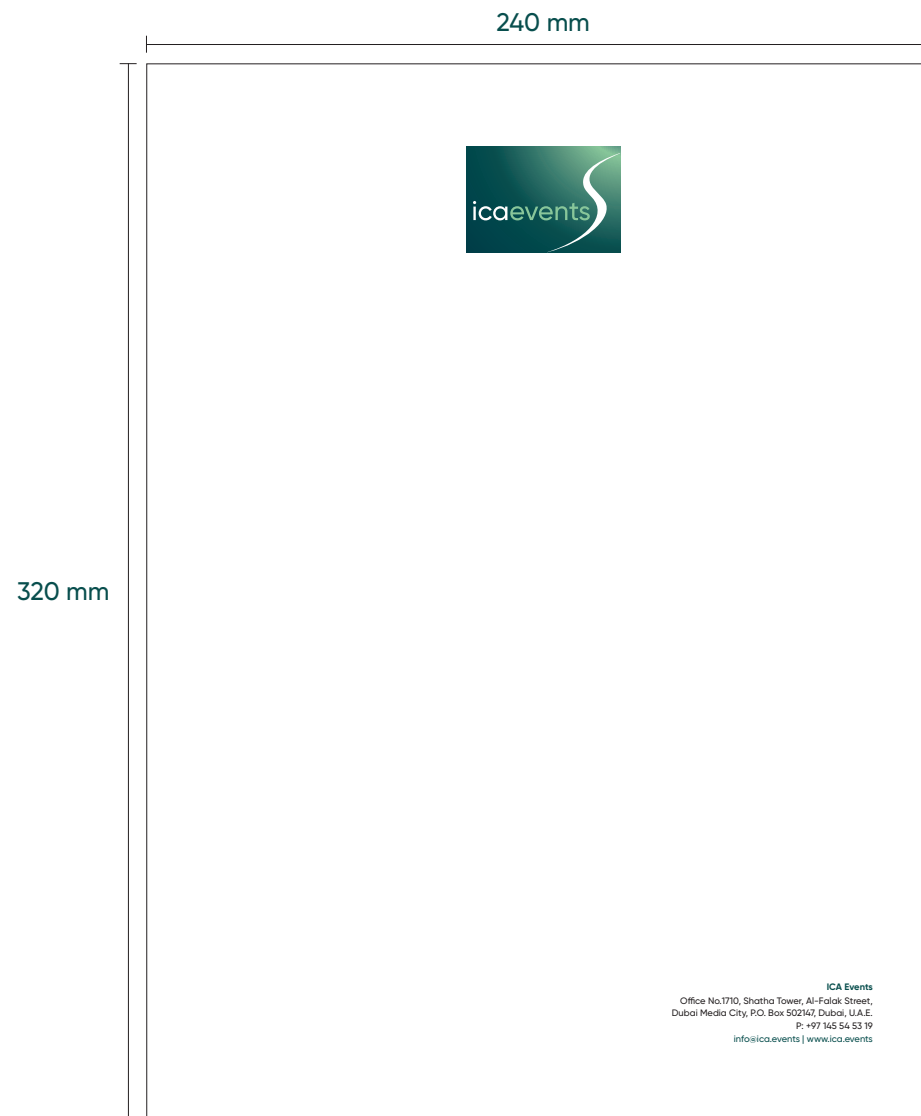 240 mm
icaevents
320 mm
ICA Events
Office No.1710, Shatha Tower, Al-Falak Street,
Dubai Media City, P.O. Box 502147, Dubai, U.A.E.
P: +97 145 54 53 19
info@ica.events | www.ica.events